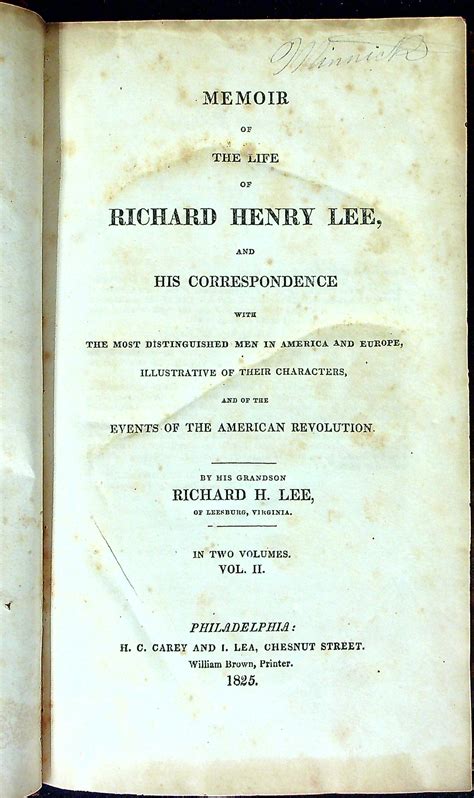 Minnick
MEMOIR
OF
THE LIFE
OF
RICHARD HENRY LEE,
AND
HIS CORRESPONDENCE
WITH
THE MOST DISTINGUISHED MEN IN AMERICA AND EUROPE,
ILLUSTRATIVE OF THEIR CHARACTERS,
AND OF THE
EVENTS OF THE AMERICAN REVOLUTION.
BY HIS GRANDSON
RICHARD H. LEE,
OF LEESBURG, VIRGINIA.
IN TWO VOLUMES.
VOL. II.
PHILADELPHIA:
H. C. CAREY AND I. LEA, CHESNUT STREET.
William Brown, Printer.
1825.